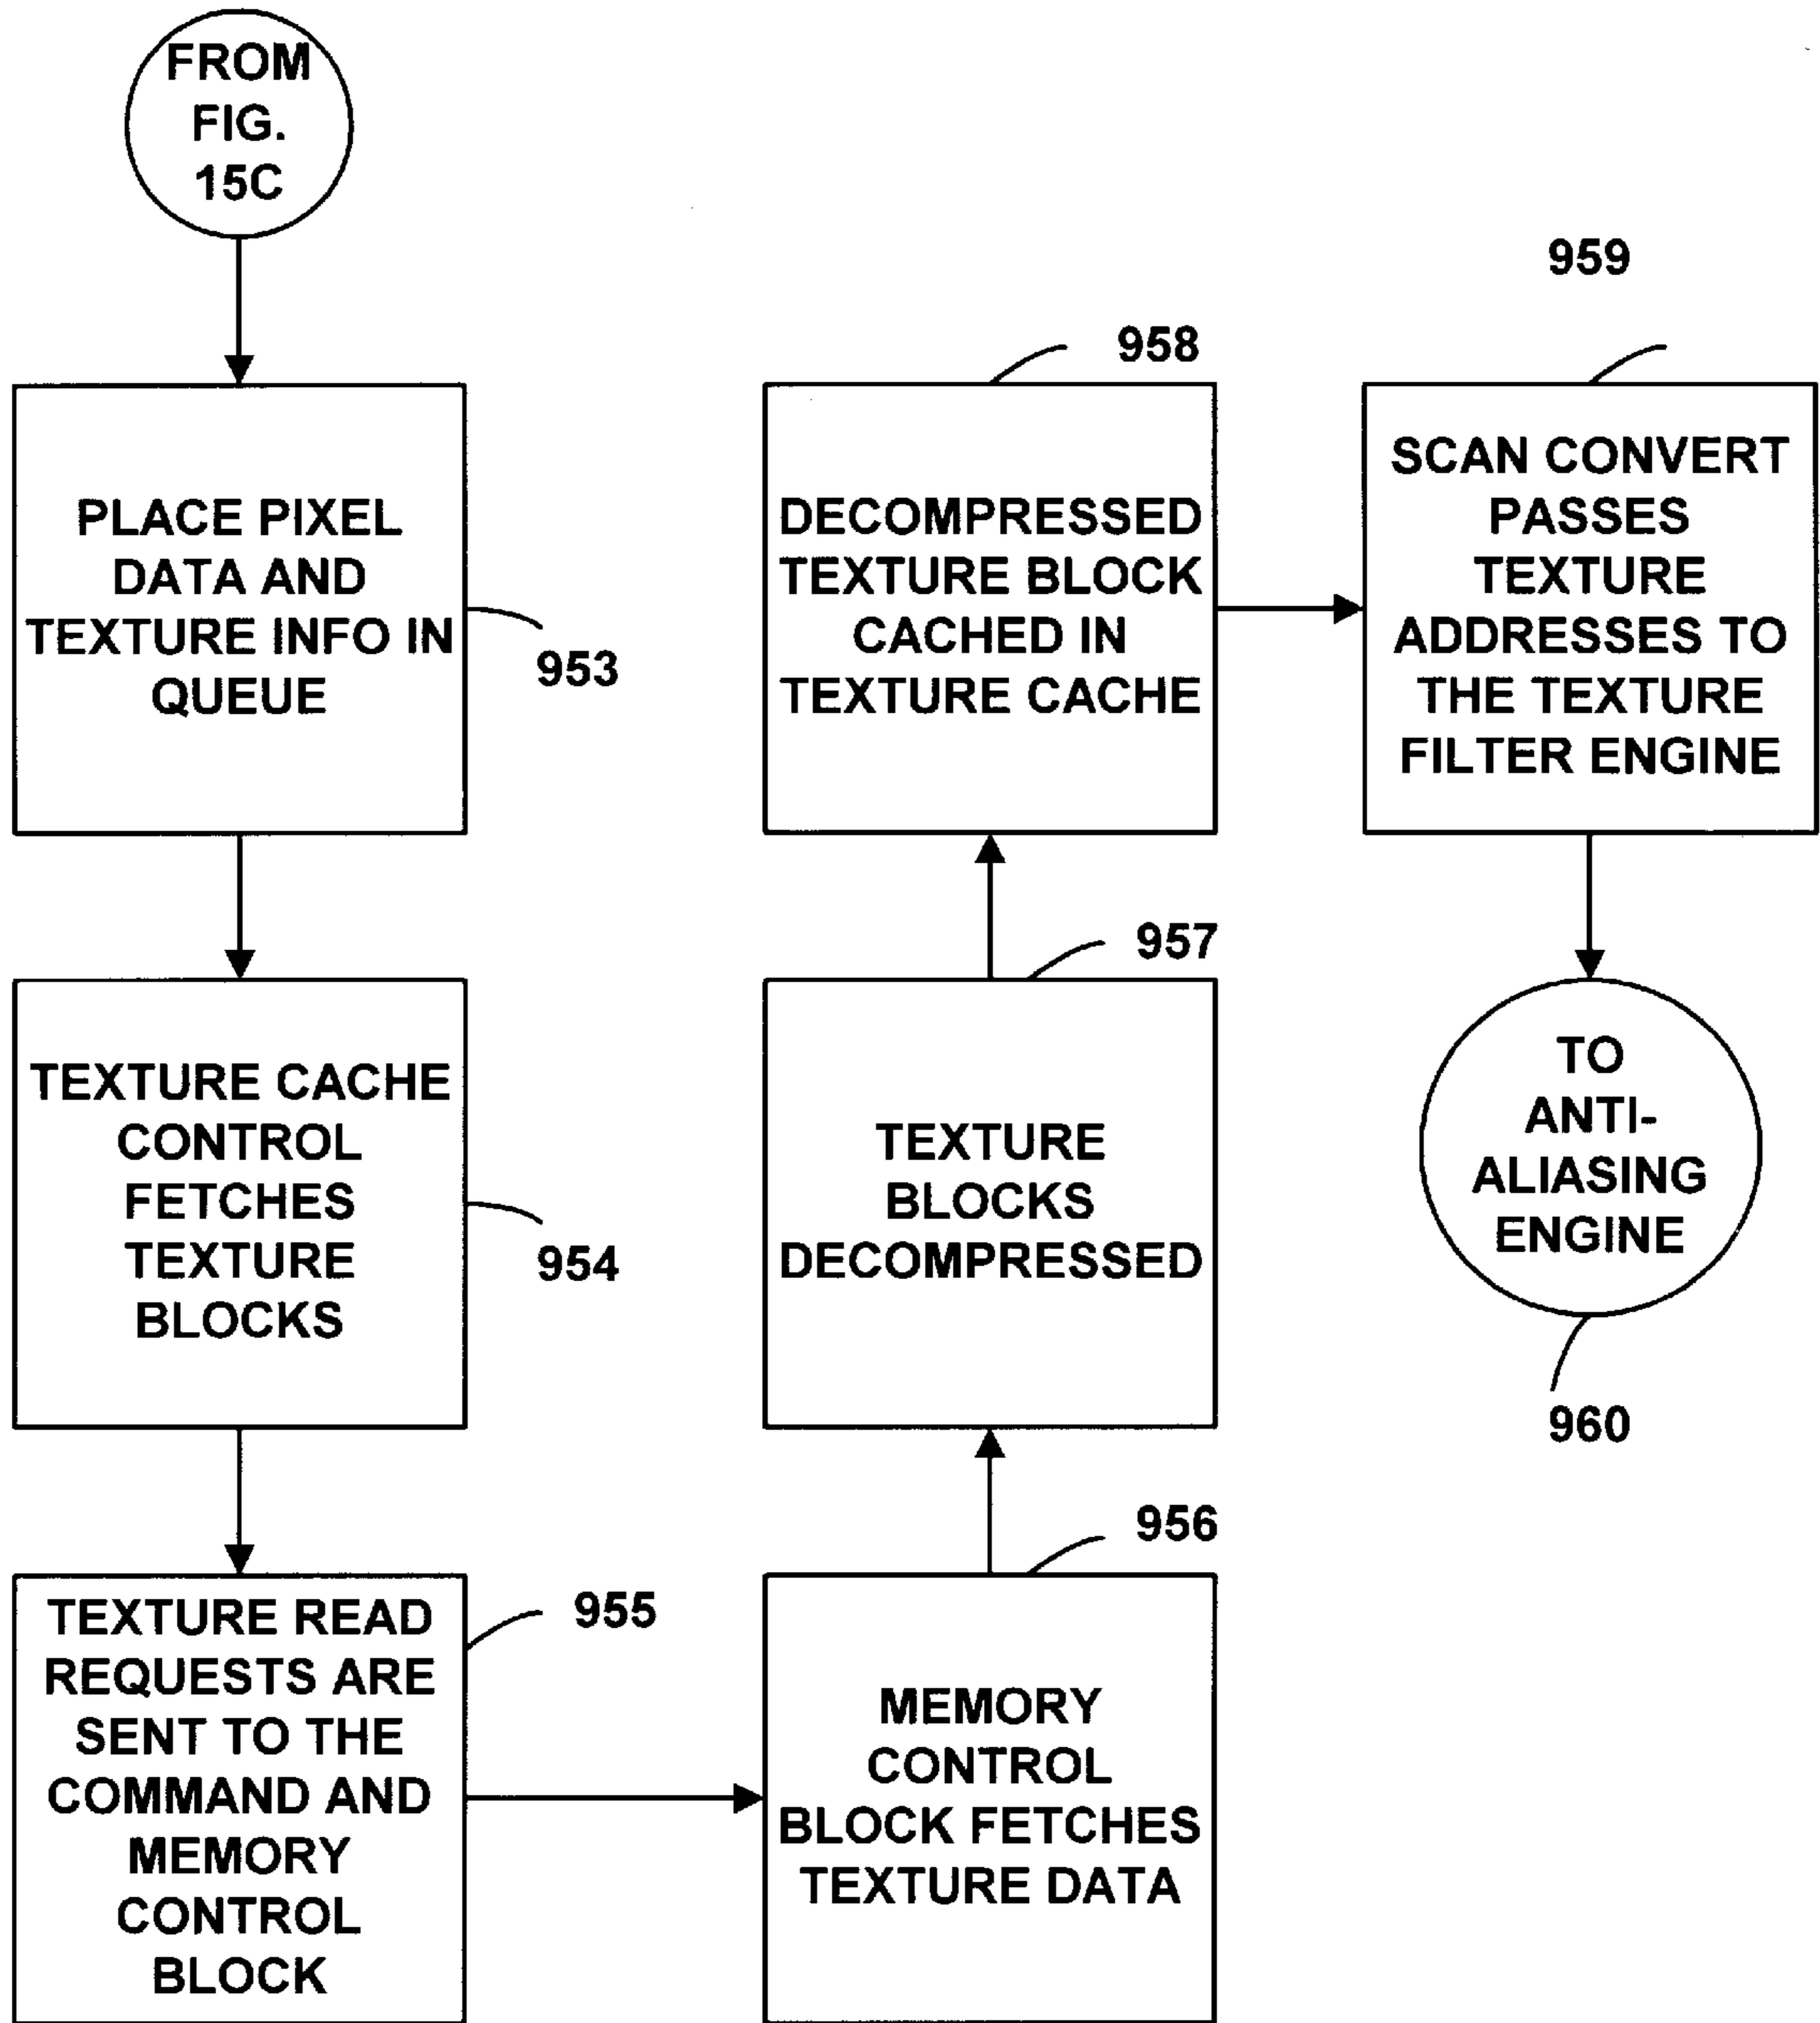 FROM
FIG.
15C
PLACE PIXEL
DATA AND
TEXTURE INFO IN
QUEUE
953
TEXTURE CACHE
CONTROL
FETCHES
TEXTURE
BLOCKS
954
TEXTURE READ
REQUESTS ARE
SENT TO THE
COMMAND AND
MEMORY
CONTROL
BLOCK
955
956
MEMORY
CONTROL
BLOCK FETCHES
TEXTURE DATA
957
TEXTURE
BLOCKS
DECOMPRESSED
958
DECOMPRESSED
TEXTURE BLOCK
CACHED IN
TEXTURE CACHE
959
SCAN CONVERT
PASSES
TEXTURE
ADDRESSES TO
THE TEXTURE
FILTER ENGINE
TO
ANTI-
ALIASING
ENGINE
960